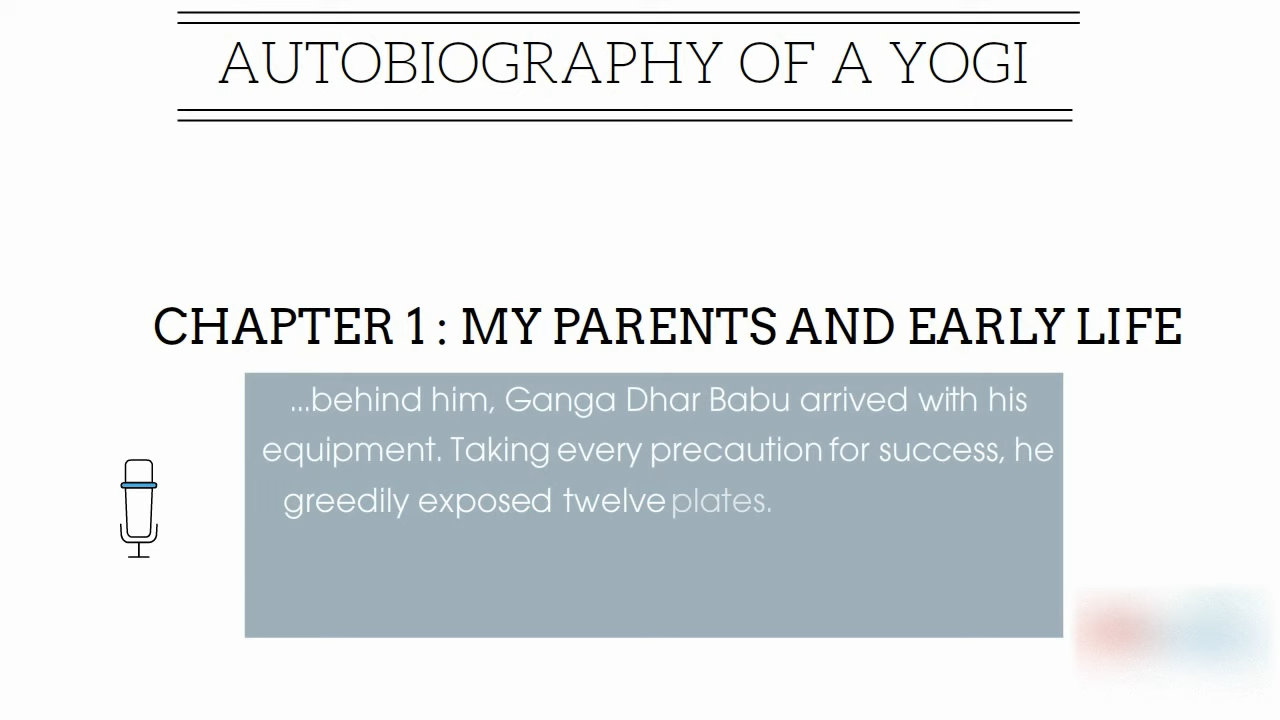 AUTOBIOGRAPHY OF A YOGI
CHAPTER 1 : MY PARENTS AND EARLY LIFE
...behind him, Ganga Dhar Babu arrived with his
equipment. Taking every precaution for success, he
greedily exposed twelve plates.